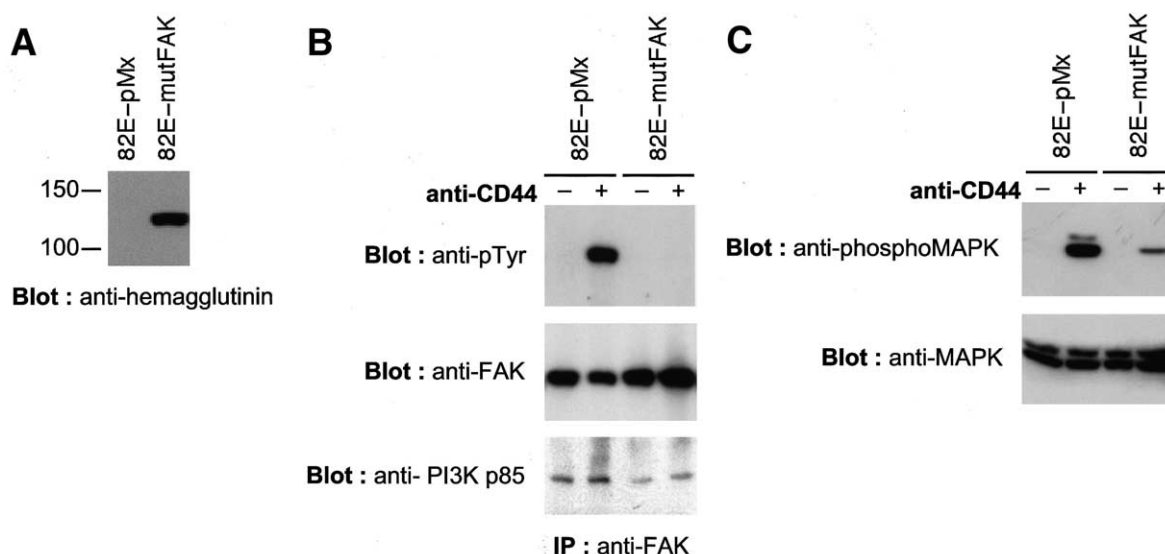 A
82E–pMx
82E–mutFAK
150
100
Blot : anti-hemagglutinin
B
82E–pMx
82E–mutFAK
anti-CD44 – + – +
Blot : anti-pTyr
Blot : anti-FAK
Blot : anti- PI3K p85
IP : anti-FAK
C
82E–pMx
82E–mutFAK
anti-CD44 – + – +
Blot : anti-phosphoMAPK
Blot : anti-MAPK